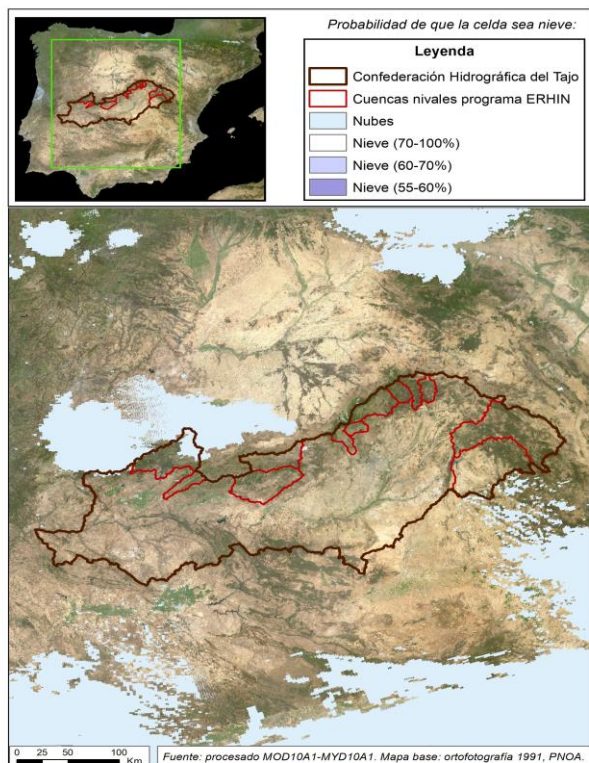 Probabilidad de que la celda sea nieve:
Leyenda
Confederación Hidrográfica del Tajo
Cuencas nivales programa ERHIN
Nubes
Nieve (70-100%)
Nieve (60-70%)
Nieve (55-60%)
0 25 50 100
Km
Fuente: procesado MOD10A1-MYD10A1. Mapa base: ortofotografía 1991, PNOA.